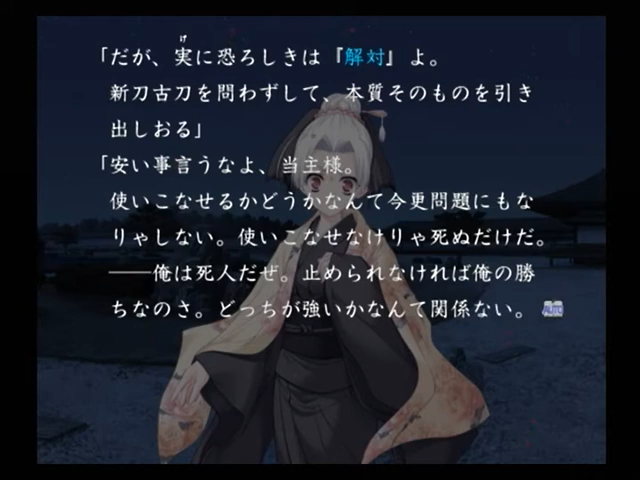 「だが、実に恐ろしきは『解対』よ。
新刀古刀を問わずして、本質そのものを引き
出しおる」
「安い事言うなよ、当主様。
使いこなせるかどうかなんて今更問題にもな
りゃしない。使いこなせなけりゃ死ぬだけだ。
――俺は死人だぜ。止められなければ俺の勝
ちなのさ。どっちが強いかなんて関係ない。